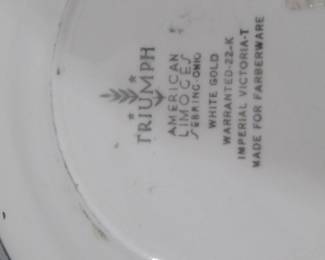 TRIUMPH
AMERICAN
LIMOGES
SEBRING-OHIO
WHITE GOLD
WARRANTED-22-K
IMPERIAL VICTORIA-T
MADE FOR FARBERWARE